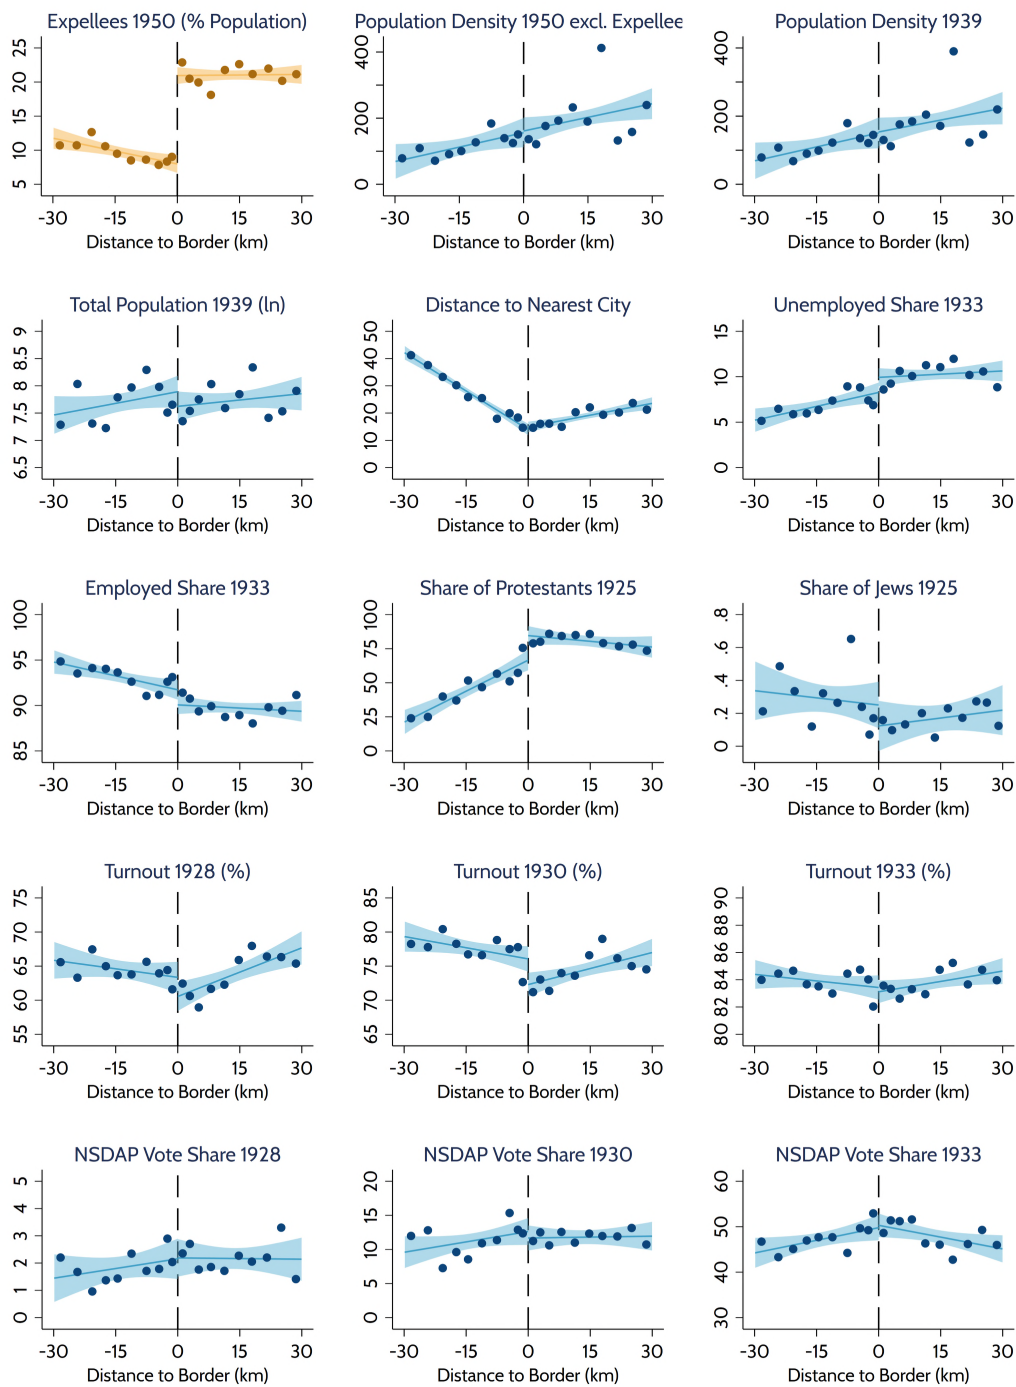 Expellees 1950 (% Population)
25
20
15
10
5
-30 -15 0 15 30
Distance to Border (km)
Population Density 1950 excl. Expellee
400
200
0
-30 -15 0 15 30
Distance to Border (km)
Population Density 1939
400
200
0
-30 -15 0 15 30
Distance to Border (km)
Total Population 1939 (ln)
9
8.5
8
7.5
7
6.5
-30 -15 0 15 30
Distance to Border (km)
Distance to Nearest City
50
40
30
20
10
0
-30 -15 0 15 30
Distance to Border (km)
Unemployed Share 1933
15
10
5
0
-30 -15 0 15 30
Distance to Border (km)
Employed Share 1933
100
95
90
85
-30 -15 0 15 30
Distance to Border (km)
Share of Protestants 1925
100
75
50
25
0
-30 -15 0 15 30
Distance to Border (km)
Share of Jews 1925
.8
.6
.4
.2
0
-30 -15 0 15 30
Distance to Border (km)
Turnout 1928 (%)
75
70
65
60
55
-30 -15 0 15 30
Distance to Border (km)
Turnout 1930 (%)
85
80
75
70
65
-30 -15 0 15 30
Distance to Border (km)
Turnout 1933 (%)
90
88
86
84
82
80
-30 -15 0 15 30
Distance to Border (km)
NSDAP Vote Share 1928
5
4
3
2
1
0
-30 -15 0 15 30
Distance to Border (km)
NSDAP Vote Share 1930
20
15
10
5
0
-30 -15 0 15 30
Distance to Border (km)
NSDAP Vote Share 1933
60
50
40
30
-30 -15 0 15 30
Distance to Border (km)